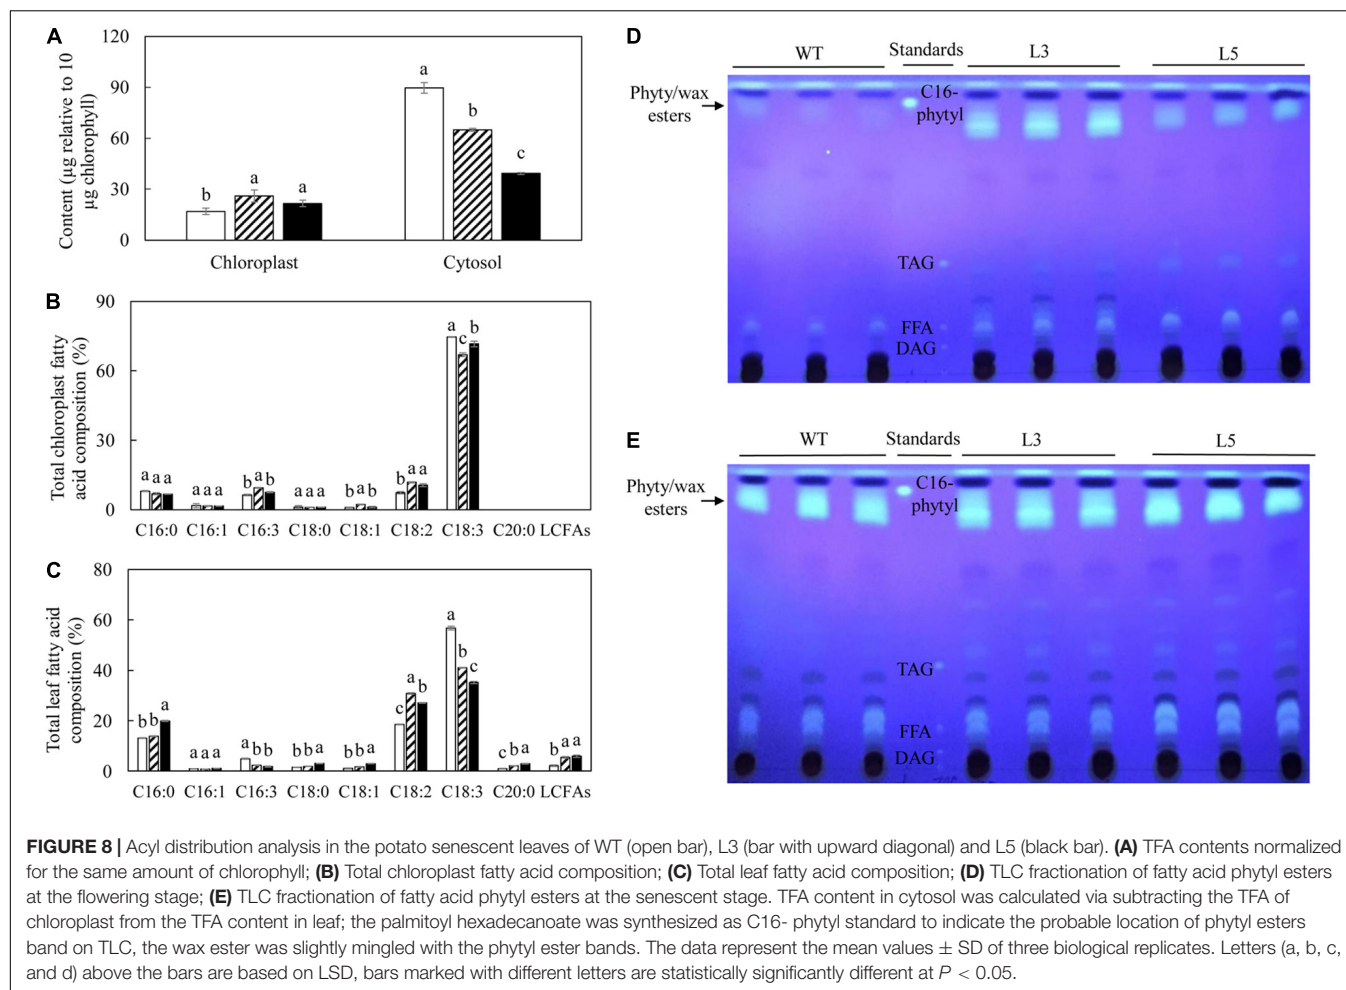 A
120
90
60
30
0
Content (µg relative to 10
µg chlorophyll)
b
a
a
a
b
c
Chloroplast
Cytosol
B
90
60
30
0
Total chloroplast fatty
acid composition (%)
a a a
a a a
b a b
a a a
b a b
b a a
a c b
C16:0 C16:1 C16:3 C18:0 C18:1 C18:2 C18:3 C20:0 LCFAs
C
80
60
40
20
0
Total leaf fatty acid
composition (%)
b b a
a a a
a b b
b b a
b b a
c a b
a b c
c b a
b a a
C16:0 C16:1 C16:3 C18:0 C18:1 C18:2 C18:3 C20:0 LCFAs
D
WT Standards L3 L5
Phyty/wax
esters
C16-
phytyl
TAG
FFA
DAG
E
WT Standards L3 L5
Phyty/wax
esters
C16-
phytyl
TAG
FFA
DAG
FIGURE 8 | Acyl distribution analysis in the potato senescent leaves of WT (open bar), L3 (bar with upward diagonal) and L5 (black bar). (A) TFA contents normalized
for the same amount of chlorophyll; (B) Total chloroplast fatty acid composition; (C) Total leaf fatty acid composition; (D) TLC fractionation of fatty acid phytyl esters
at the flowering stage; (E) TLC fractionation of fatty acid phytyl esters at the senescent stage. TFA content in cytosol was calculated via subtracting the TFA of
chloroplast from the TFA content in leaf; the palmitoyl hexadecanoate was synthesized as C16- phytyl standard to indicate the probable location of phytyl esters
band on TLC, the wax ester was slightly mingled with the phytyl ester bands. The data represent the mean values ± SD of three biological replicates. Letters (a, b, c,
and d) above the bars are based on LSD, bars marked with different letters are statistically significantly different at P < 0.05.